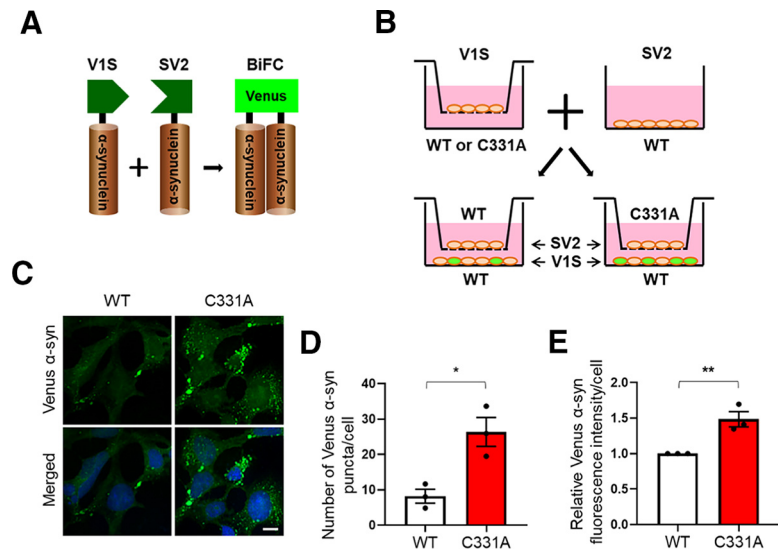 A
V1S
SV2
BiFC
Venus
α-synuclein
α-synuclein
α-synuclein
α-synuclein
B
V1S
SV2
WT or C331A
WT
WT
C331A
SV2
V1S
WT
WT
C
WT
C331A
Venus α-syn
Merged
D
Number of Venus α-syn
puncta/cell
40
30
20
10
0
*
WT
C331A
E
Relative Venus α-syn
fluorescence intensity/cell
2.0
1.5
1.0
0.5
0.0
**
WT
C331A